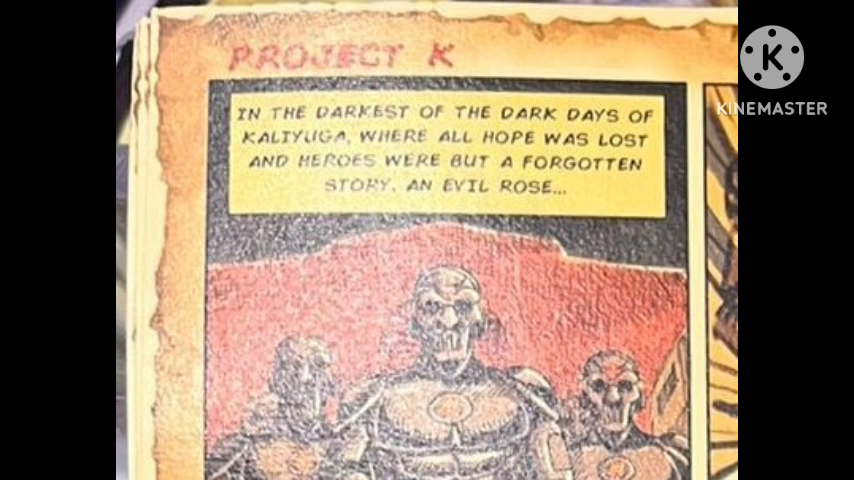 PROJECT K
IN THE DARKEST OF THE DARK DAYS OF
KALIYUGA, WHERE ALL HOPE WAS LOST
AND HEROES WERE BUT A FORGOTTEN
STORY, AN EVIL ROSE...
K
KINEMASTER